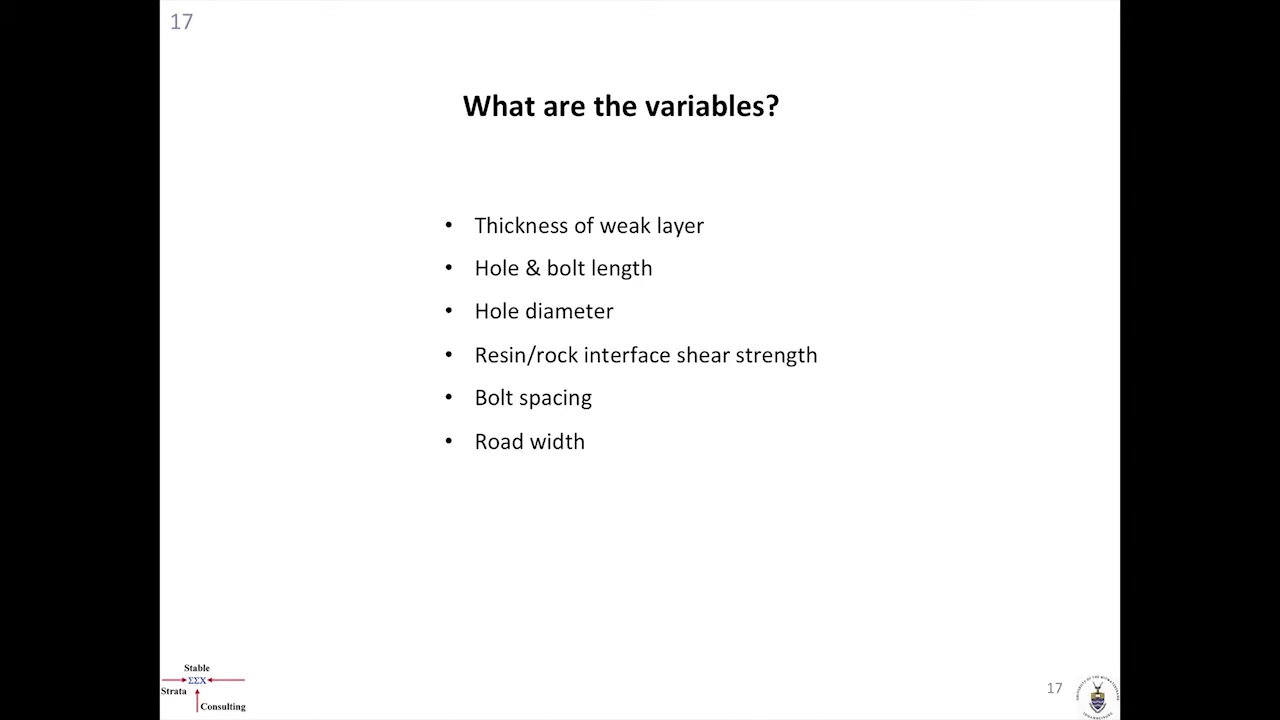 17
What are the variables?
• Thickness of weak layer
• Hole & bolt length
• Hole diameter
• Resin/rock interface shear strength
• Bolt spacing
• Road width
Stable
ΣΣX
Strata
Consulting
17